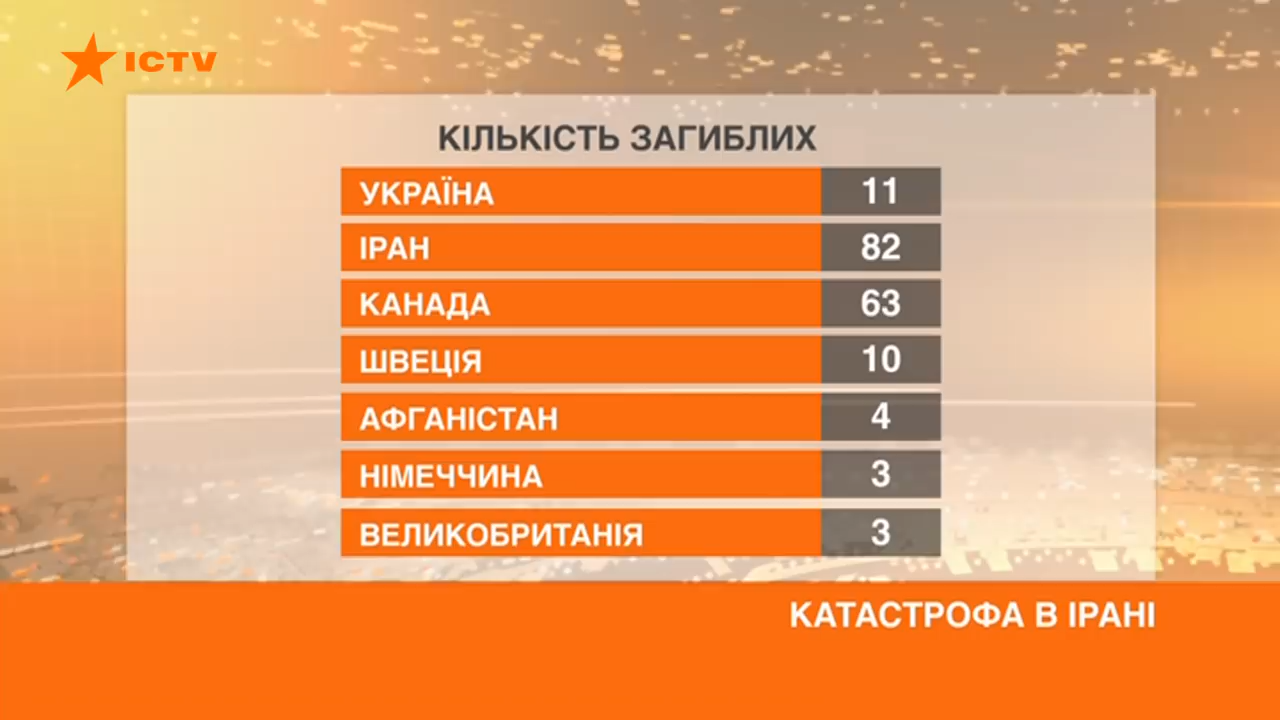 ICTV
КІЛЬКІСТЬ ЗАГИБЛИХ
УКРАЇНА 11
ІРАН 82
КАНАДА 63
ШВЕЦІЯ 10
АФГАНІСТАН 4
НІМЕЧЧИНА 3
ВЕЛИКОБРИТАНІЯ 3
КАТАСТРОФА В ІРАНІ